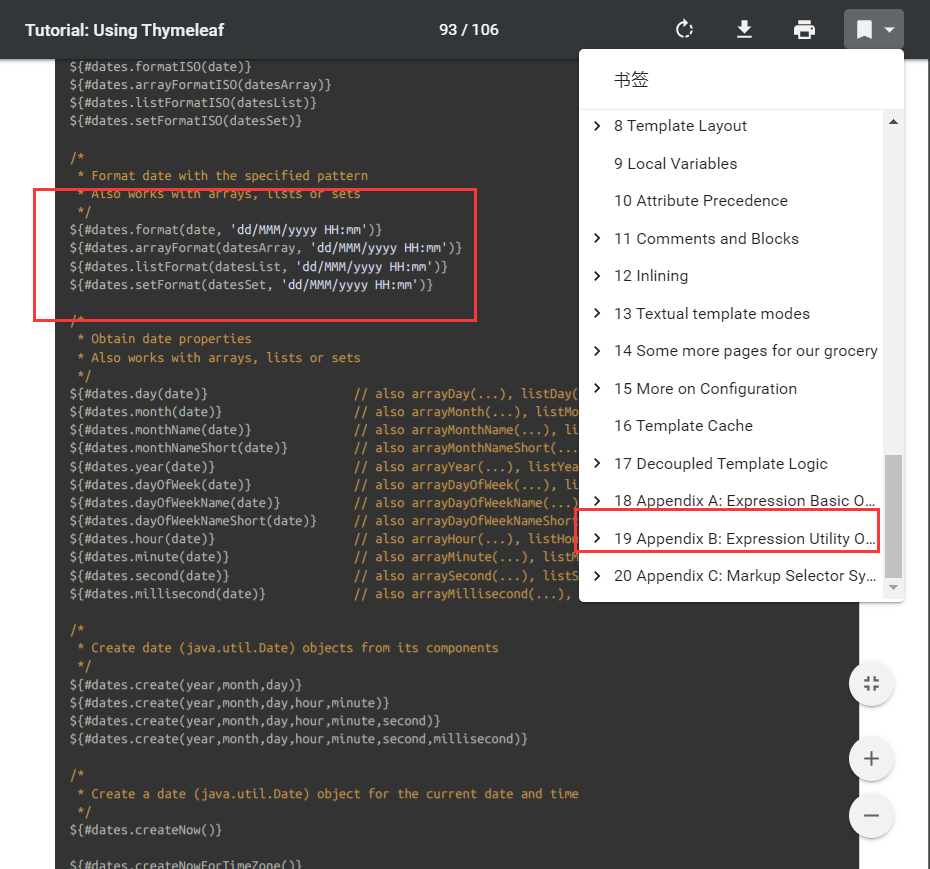 Tutorial: Using Thymeleaf
93 / 106
${#dates.formatISO(date)}
${#dates.arrayFormatISO(datesArray)}
${#dates.listFormatISO(datesList)}
${#dates.setFormatISO(datesSet)}
/*
* Format date with the specified pattern
* Also works with arrays, lists or sets
*/
${#dates.format(date, 'dd/MMM/yyyy HH:mm')}
${#dates.arrayFormat(datesArray, 'dd/MMM/yyyy HH:mm')}
${#dates.listFormat(datesList, 'dd/MMM/yyyy HH:mm')}
${#dates.setFormat(datesSet, 'dd/MMM/yyyy HH:mm')}
/*
* Obtain date properties
* Also works with arrays, lists or sets
*/
${#dates.day(date)} // also arrayDay(...), listDay(
${#dates.month(date)} // also arrayMonth(...), listMo
${#dates.monthName(date)} // also arrayMonthName(...), li
${#dates.monthNameShort(date)} // also arrayMonthNameShort(...
${#dates.year(date)} // also arrayYear(...), listYea
${#dates.dayOfWeek(date)} // also arrayDayOfWeek(...), li
${#dates.dayOfWeekName(date)} // also arrayDayOfWeekName(...)
${#dates.dayOfWeekNameShort(date)} // also arrayDayOfWeekNameShort
${#dates.hour(date)} // also arrayHour(...), listHou
${#dates.minute(date)} // also arrayMinute(...), listM
${#dates.second(date)} // also arraySecond(...), listS
${#dates.millisecond(date)} // also arrayMillisecond(...),
/*
* Create date (java.util.Date) objects from its components
*/
${#dates.create(year,month,day)}
${#dates.create(year,month,day,hour,minute)}
${#dates.create(year,month,day,hour,minute,second)}
${#dates.create(year,month,day,hour,minute,second,millisecond)}
/*
* Create a date (java.util.Date) object for the current date and time
*/
${#dates.createNow()}
${#dates.createNowForTimeZone()}
书签
8 Template Layout
9 Local Variables
10 Attribute Precedence
11 Comments and Blocks
12 Inlining
13 Textual template modes
14 Some more pages for our grocery
15 More on Configuration
16 Template Cache
17 Decoupled Template Logic
18 Appendix A: Expression Basic O...
19 Appendix B: Expression Utility O...
20 Appendix C: Markup Selector Sy...